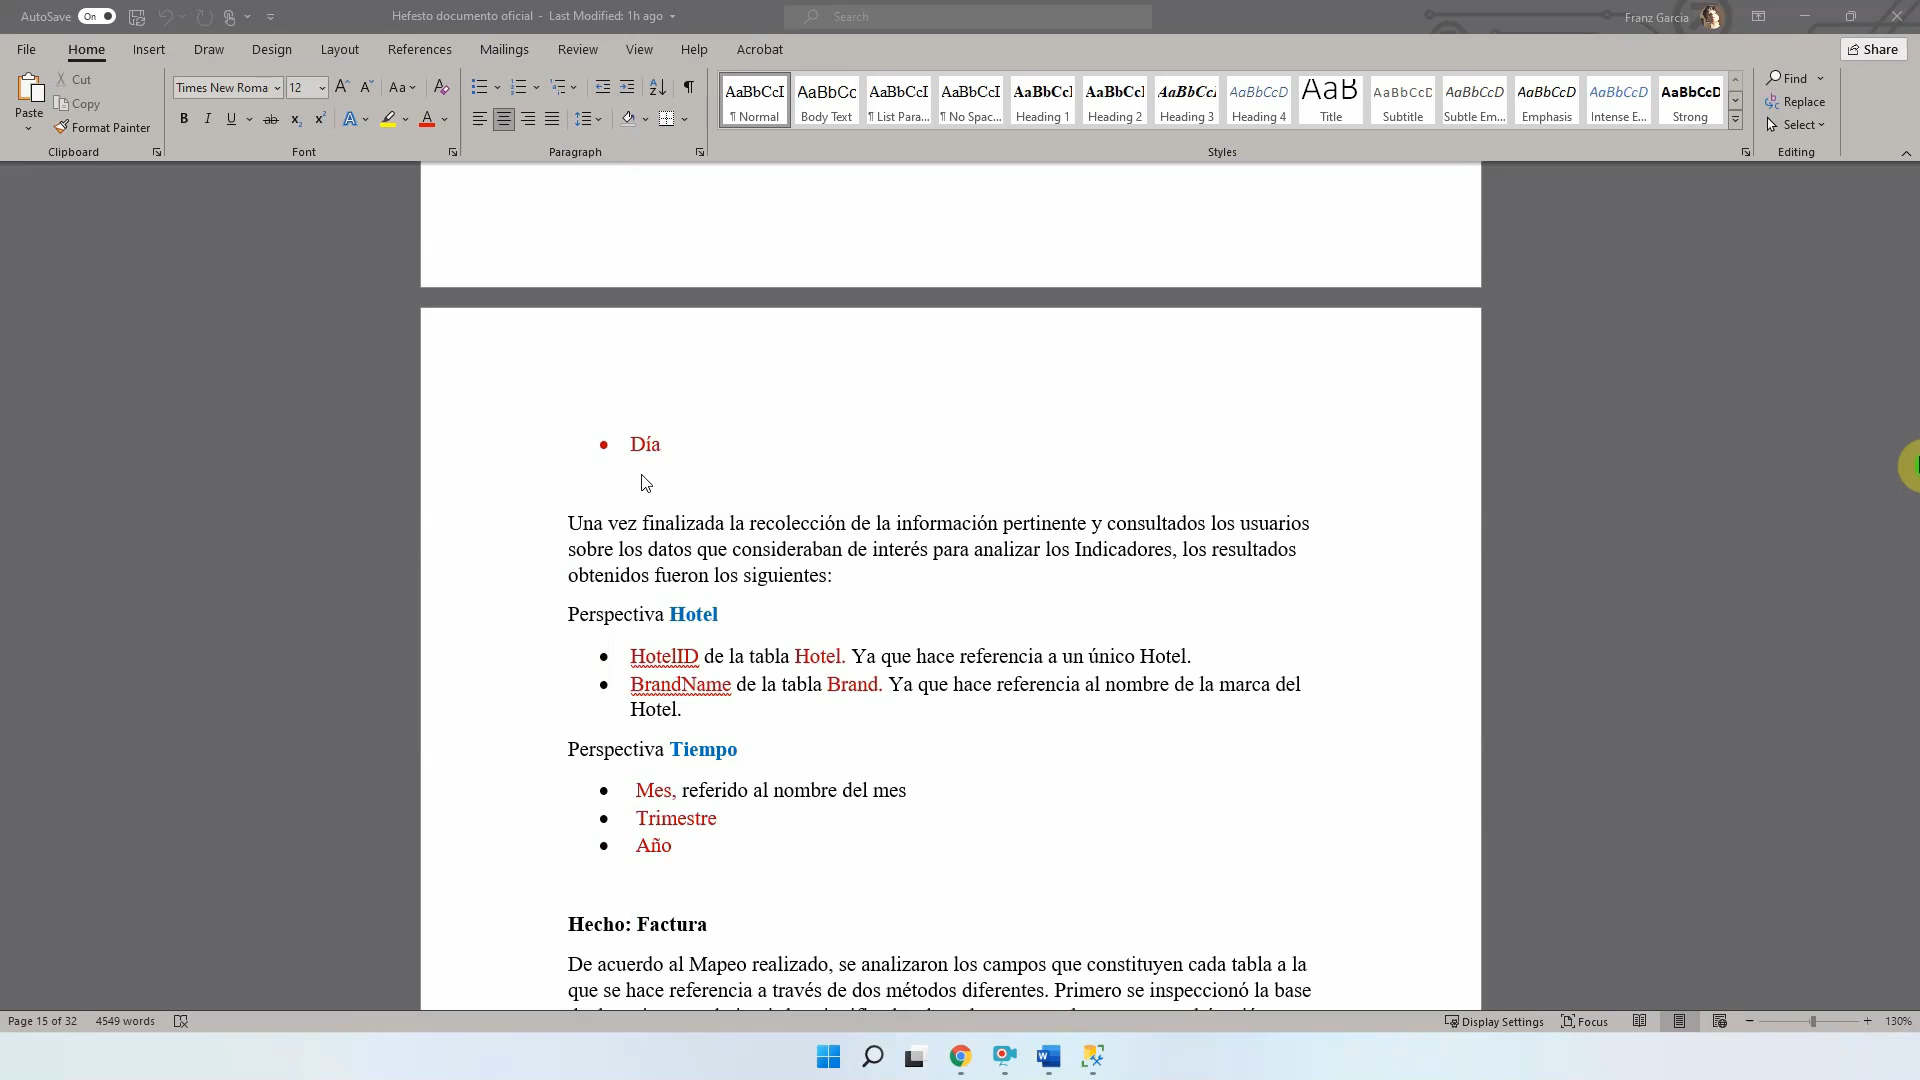 AutoSave On Hefesto documento oficial - Last Modified: 1h ago Search Franz Garcia
File Home Insert Draw Design Layout References Mailings Review View Help Acrobat Share
Paste Cut Copy Format Painter
Times New Roma 12
AaBbCcI AaBbCc AaBbCcI AaBbCcI AaBbCcI AaBbCcI AaBbCcI AaBbCcD AaB AaBbCcD AaBbCcD AaBbCcD AaBbCcD AaBbCcD
¶ Normal Body Text ¶ List Para... ¶ No Spac... Heading 1 Heading 2 Heading 3 Heading 4 Title Subtitle Subtle Em... Emphasis Intense E... Strong
Find
Replace
Select
Clipboard Font Paragraph Styles Editing
• Día
Una vez finalizada la recolección de la información pertinente y consultados los usuarios
sobre los datos que consideraban de interés para analizar los Indicadores, los resultados
obtenidos fueron los siguientes:
Perspectiva Hotel
• HotelID de la tabla Hotel. Ya que hace referencia a un único Hotel.
• BrandName de la tabla Brand. Ya que hace referencia al nombre de la marca del
Hotel.
Perspectiva Tiempo
• Mes, referido al nombre del mes
• Trimestre
• Año
Hecho: Factura
De acuerdo al Mapeo realizado, se analizaron los campos que constituyen cada tabla a la
que se hace referencia a través de dos métodos diferentes. Primero se inspeccionó la base
Page 15 of 32 4549 words Display Settings Focus 130%